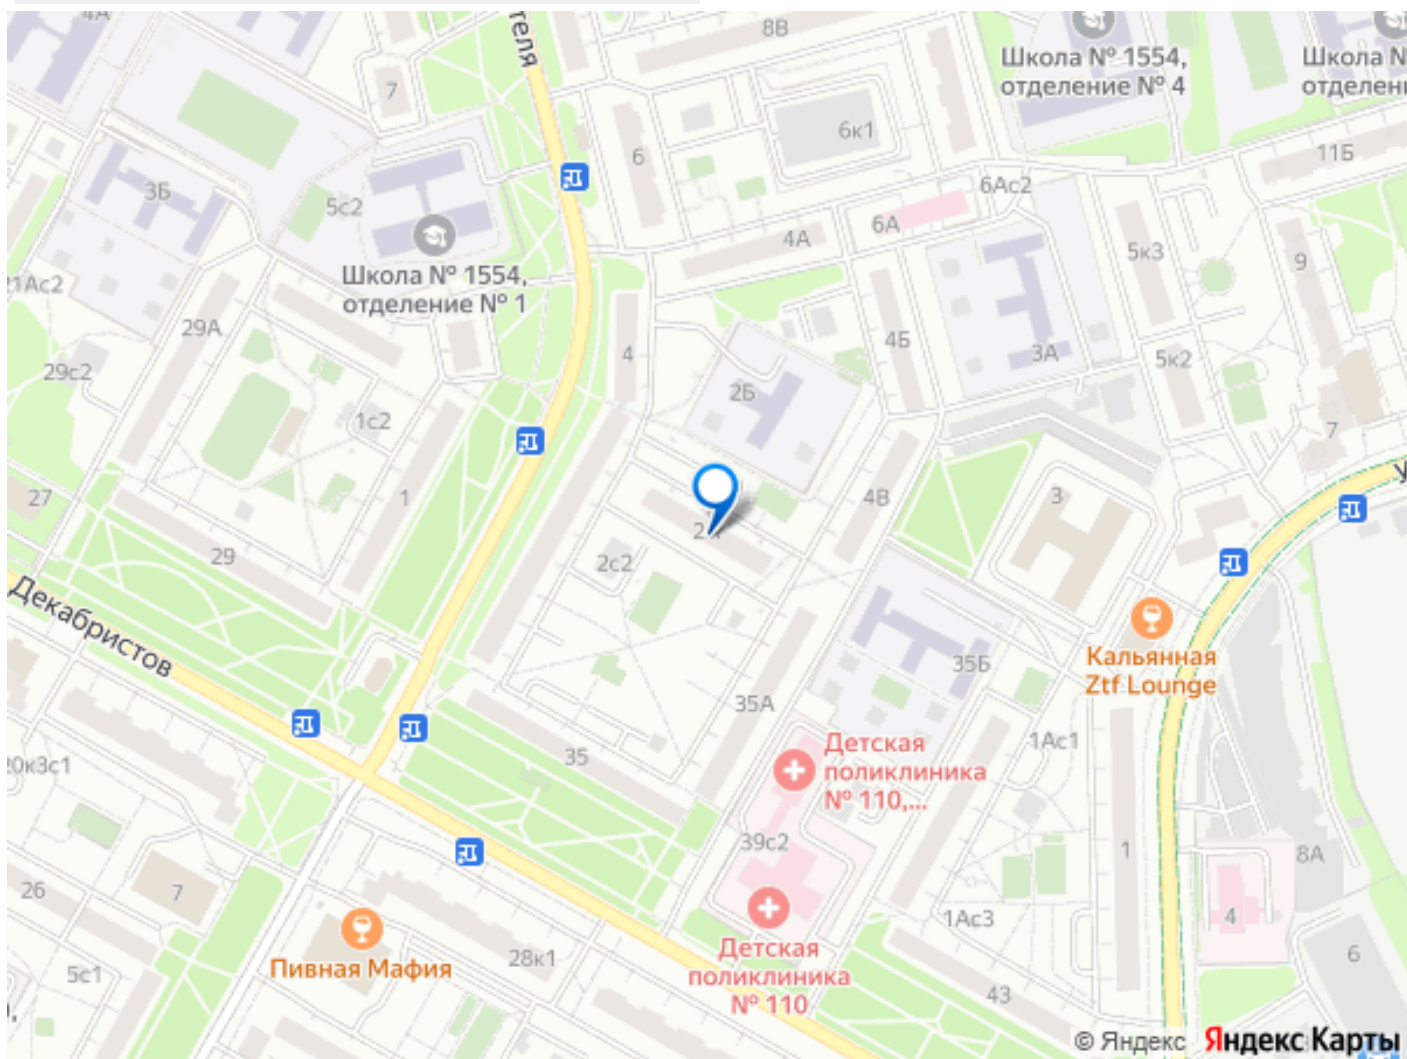 4А
теля
8В
Школа № 1554,
отделение № 4
Школа №
отделени
7
6к1
6
11Б
3Б
5с2
6Ас2
6А
4А
5к3
9
Школа № 1554,
отделение № 1
21Ас2
29А
4
4Б
3А
5к2
29с2
2Б
1с2
7
27
1
4В
3
29
2с2
Декабристов
Кальянная
Ztf Lounge
35Б
35А
1Ас1
35
Детская
поликлиника
№ 110,...
20к3с1
39с2
1
8А
26
7
4
1Ас3
Пивная Мафия
28к1
Детская
поликлиника
№ 110
6
5с1
43
© Яндекс Яндекс Карты